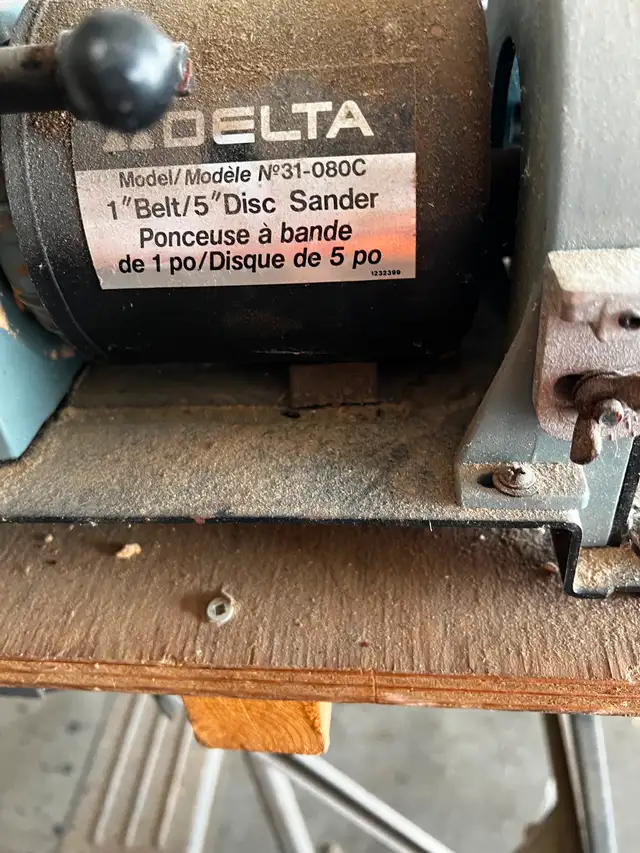 DELTA
Model/Modèle Nº31-080C
1"Belt/5"Disc Sander
Ponceuse à bande
de 1 po/Disque de 5 po
1232399